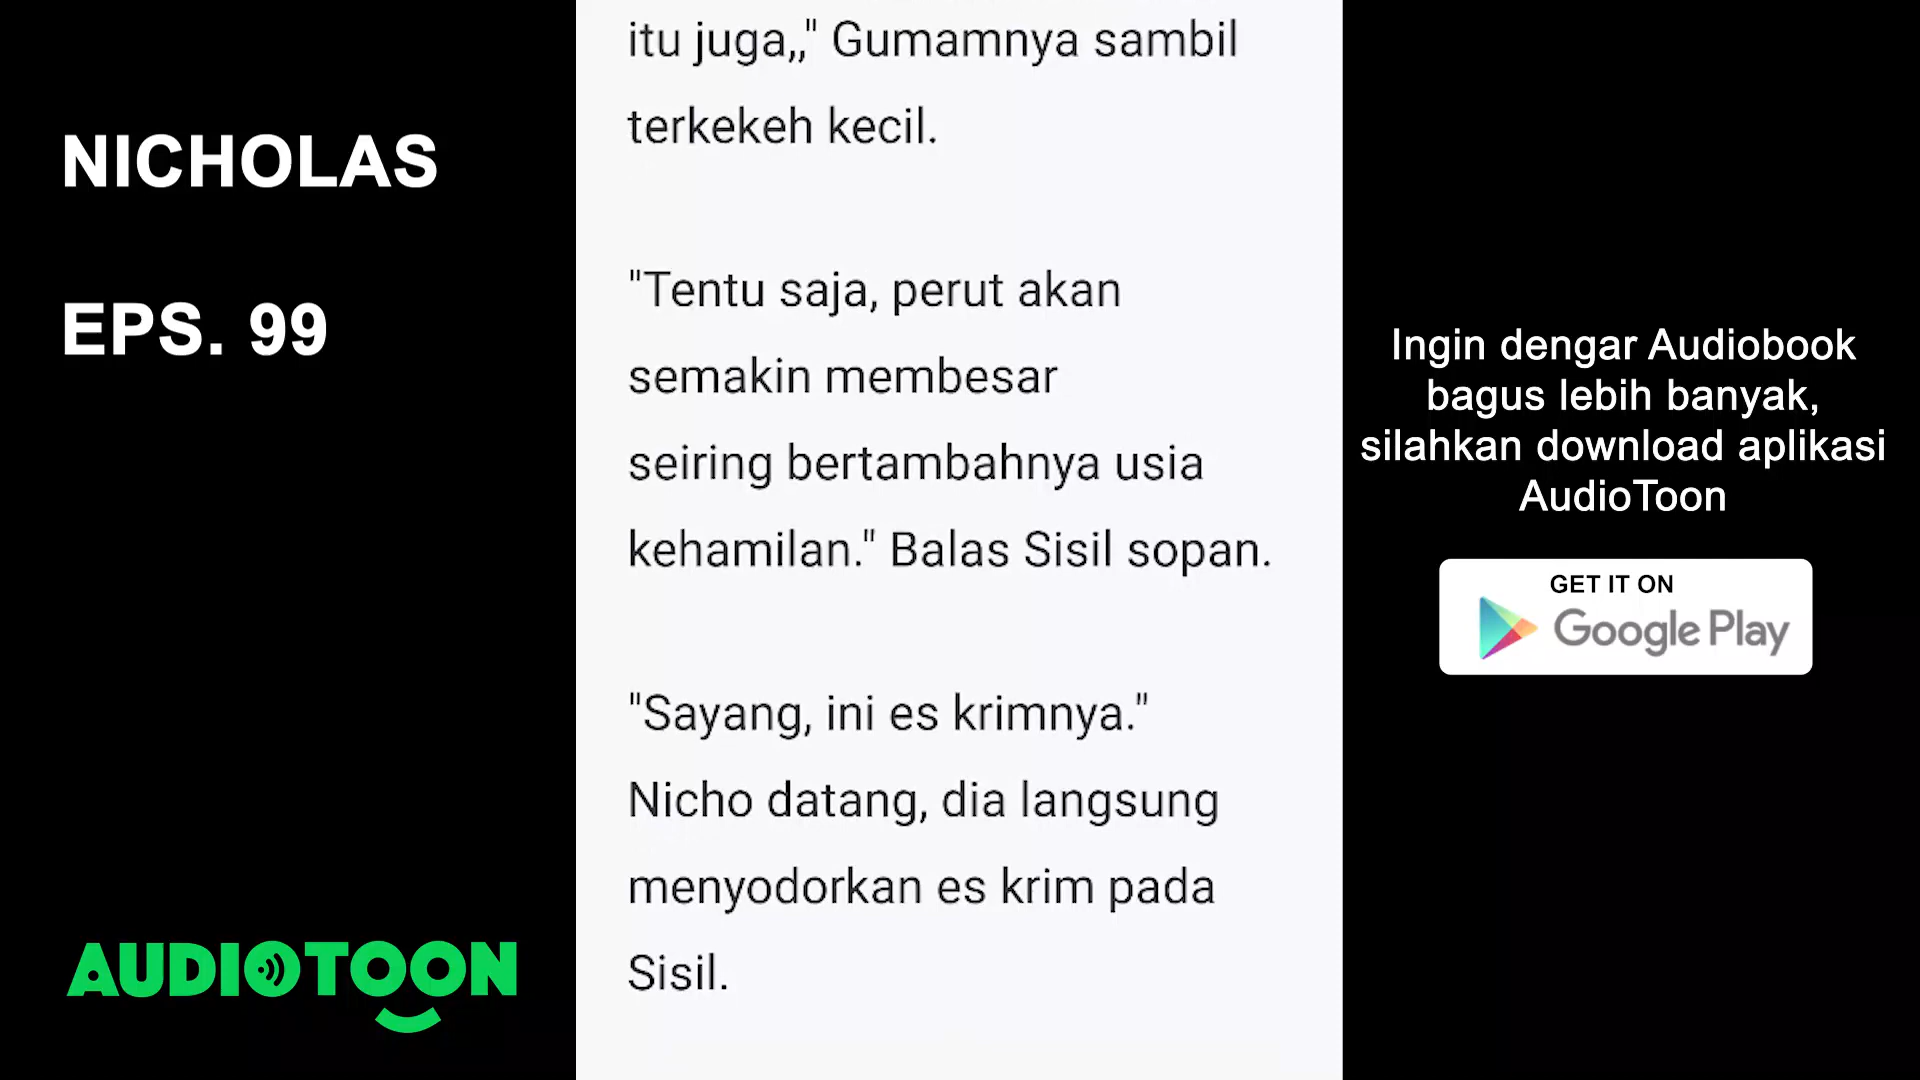 NICHOLAS
EPS. 99
AUDIOTOON
itu juga,," Gumamnya sambil
terkekeh kecil.
"Tentu saja, perut akan
semakin membesar
seiring bertambahnya usia
kehamilan." Balas Sisil sopan.
"Sayang, ini es krimnya."
Nicho datang, dia langsung
menyodorkan es krim pada
Sisil.
Ingin dengar Audiobook
bagus lebih banyak,
silahkan download aplikasi
AudioToon
GET IT ON
Google Play